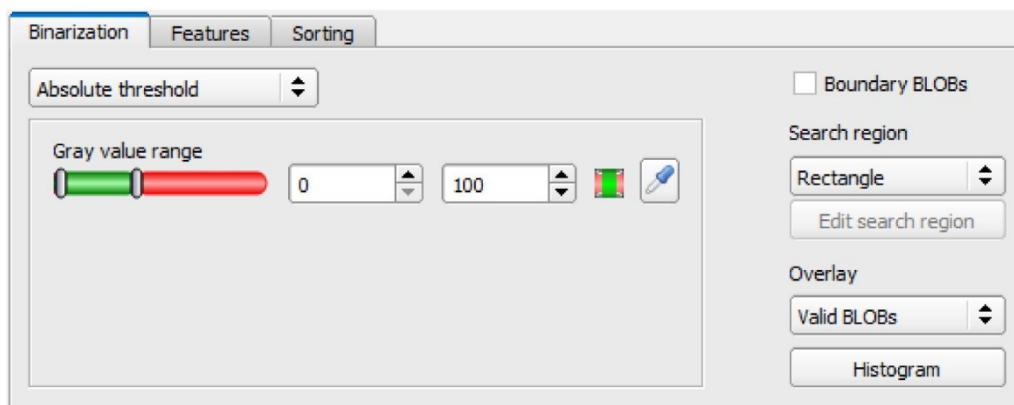 Binarization Features Sorting
Absolute threshold
Boundary BLOBs
Gray value range
0 100
Search region
Rectangle
Edit search region
Overlay
Valid BLOBs
Histogram